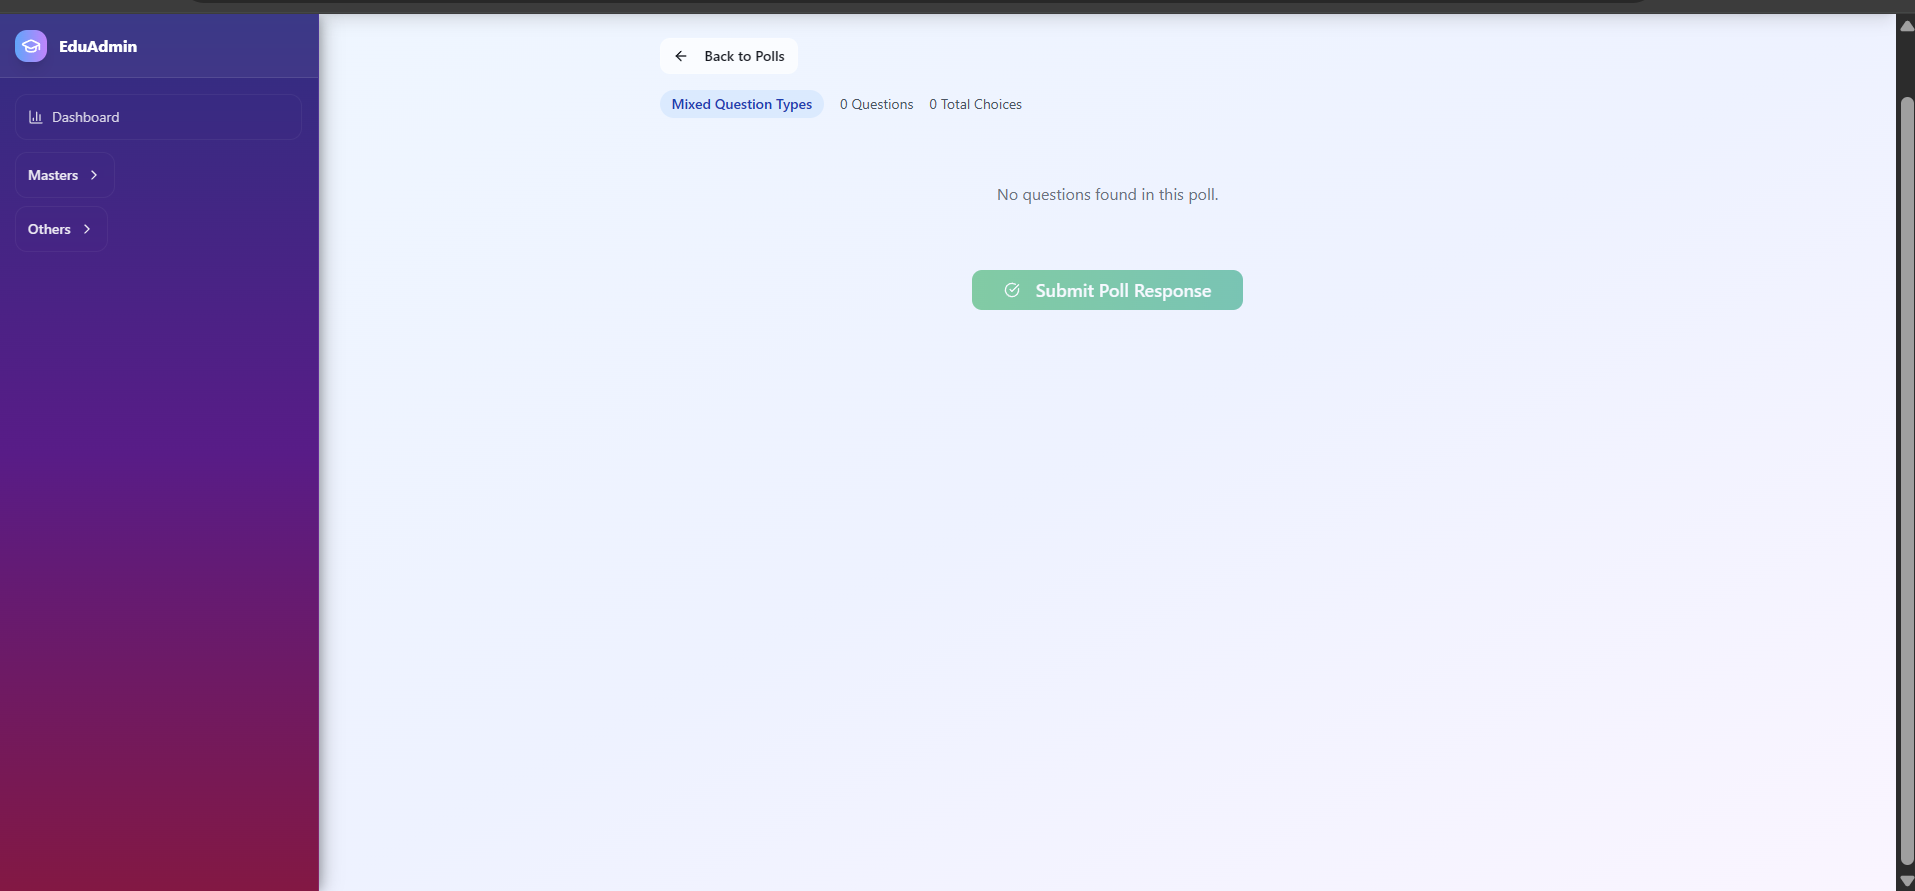 EduAdmin
Dashboard
Masters
Others
Back to Polls
Mixed Question Types 0 Questions 0 Total Choices
No questions found in this poll.
Submit Poll Response